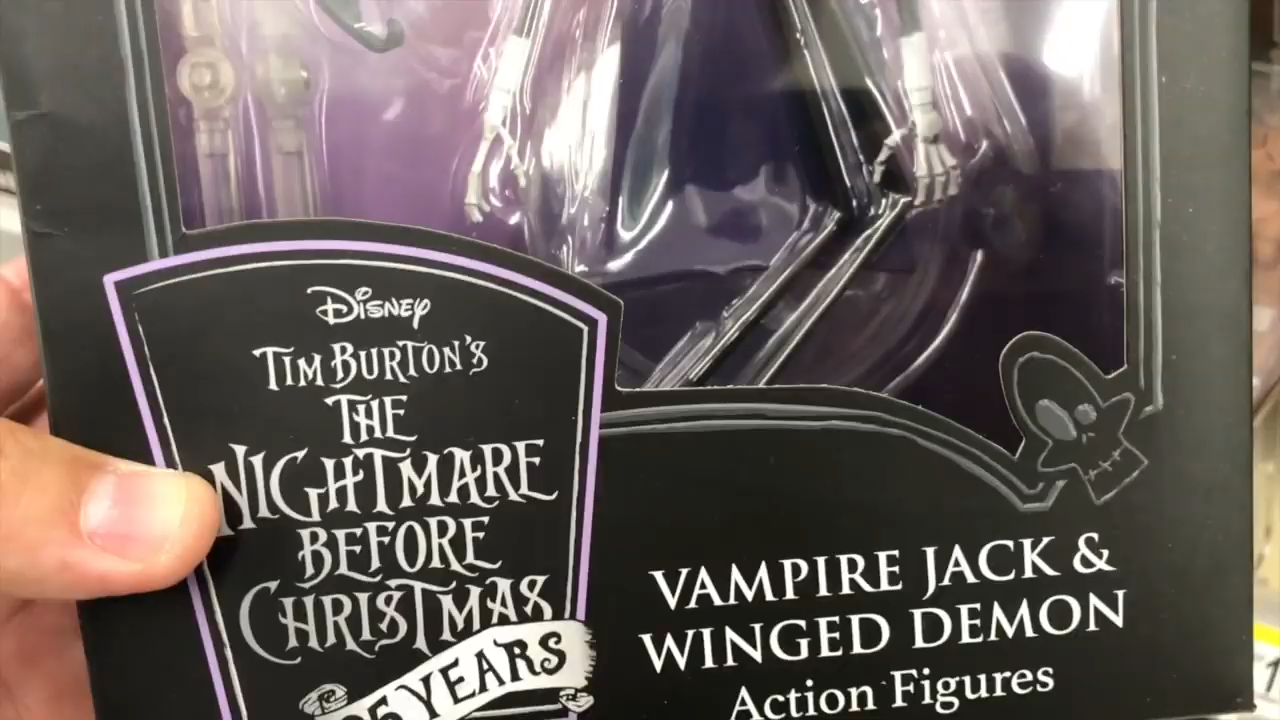 Disney
TIM BURTON'S
THE
NIGHTMARE
BEFORE
CHRISTMAS
YEARS
VAMPIRE JACK &
WINGED DEMON
Action Figures